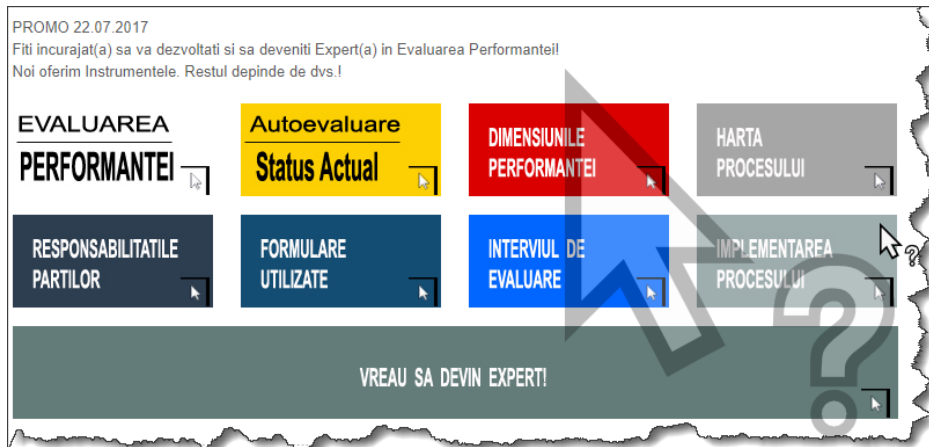 PROMO 22.07.2017
Fiti incurajat(a) sa va dezvoltati si sa deveniti Expert(a) in Evaluarea Performantei!
Noi oferim Instrumentele. Restul depinde de dvs.!
EVALUAREA
PERFORMANTEI
Autoevaluare
Status Actual
DIMENSIUNILE
PERFORMANTEI
HARTA
PROCESULUI
RESPONSABILITATILE
PARTILOR
FORMULARE
UTILIZATE
INTERVIUL DE
EVALUARE
IMPLEMENTAREA
PROCESULUI
VREAU SA DEVIN EXPERT!